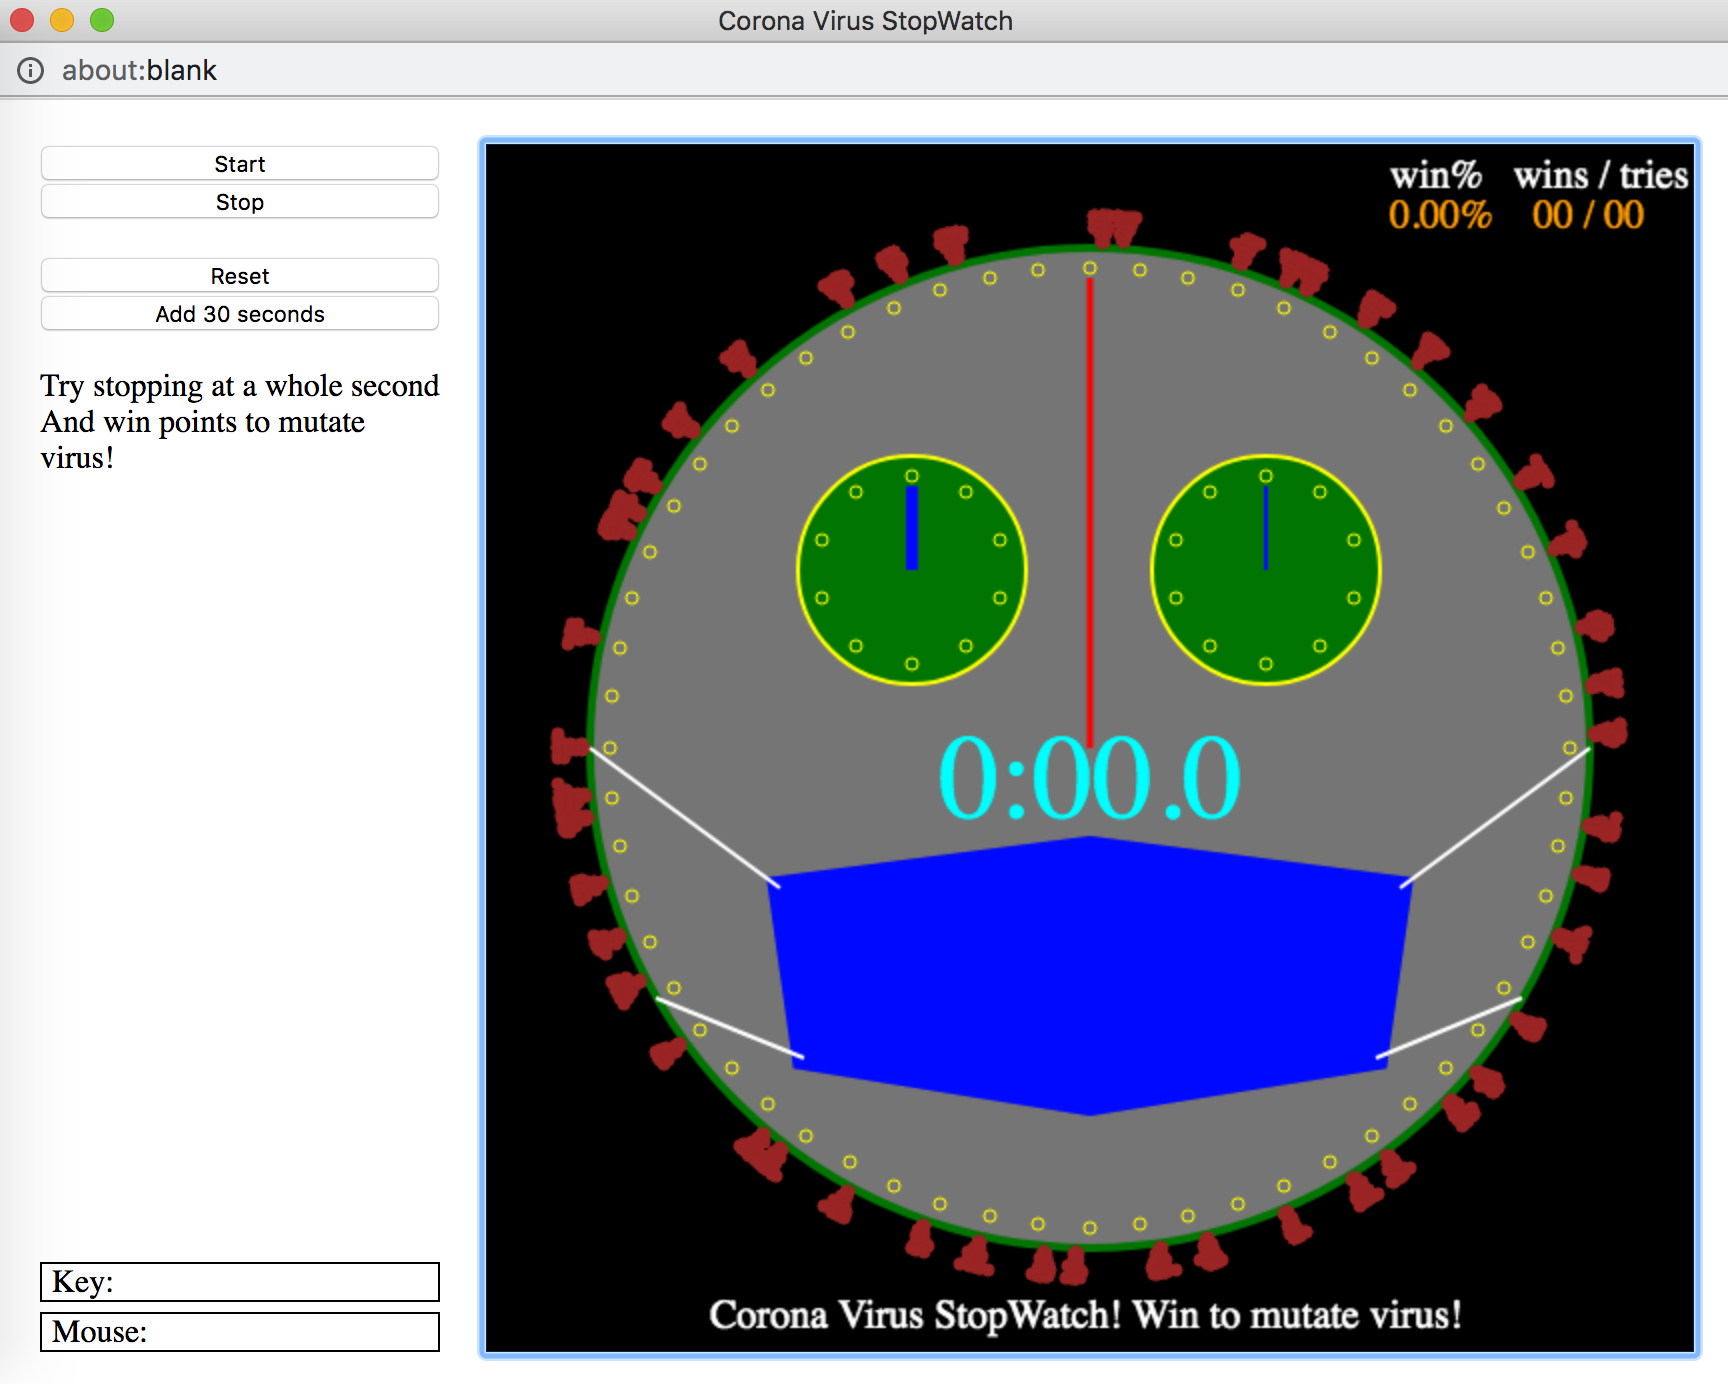 Corona Virus StopWatch
about:blank
Start
Stop
Reset
Add 30 seconds
Try stopping at a whole second
And win points to mutate
virus!
Key:
Mouse:
win% wins / tries
0.00% 00 / 00
0:00.0
Corona Virus StopWatch! Win to mutate virus!